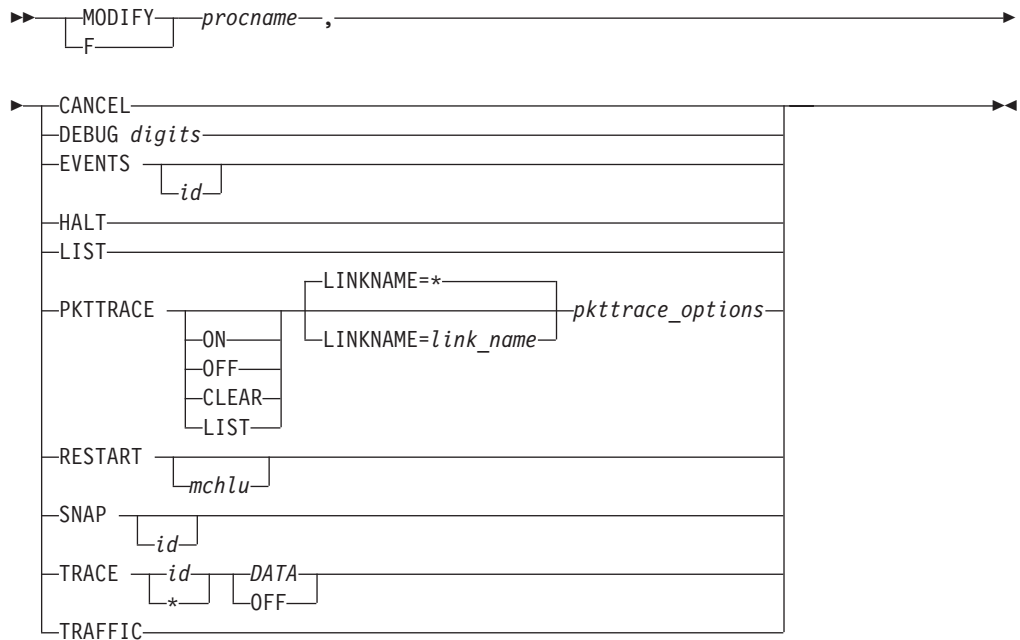 MODIFY procname ,
F
CANCEL
DEBUG digits
EVENTS
id
HALT
LIST
LINKNAME=*
PKTTRACE pkttrace_options
ON LINKNAME=link_name
OFF
CLEAR
LIST
RESTART
mchlu
SNAP
id
TRACE id DATA
* OFF
TRAFFIC